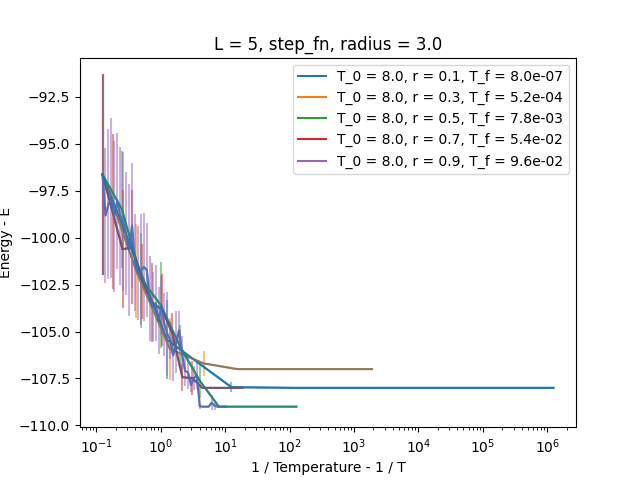 L = 5, step_fn, radius = 3.0
T_0 = 8.0, r = 0.1, T_f = 8.0e-07
T_0 = 8.0, r = 0.3, T_f = 5.2e-04
T_0 = 8.0, r = 0.5, T_f = 7.8e-03
T_0 = 8.0, r = 0.7, T_f = 5.4e-02
T_0 = 8.0, r = 0.9, T_f = 9.6e-02
Energy - E
−92.5
−95.0
−97.5
−100.0
−102.5
−105.0
−107.5
−110.0
10⁻¹ 10⁰ 10¹ 10² 10³ 10⁴ 10⁵ 10⁶
1 / Temperature - 1 / T